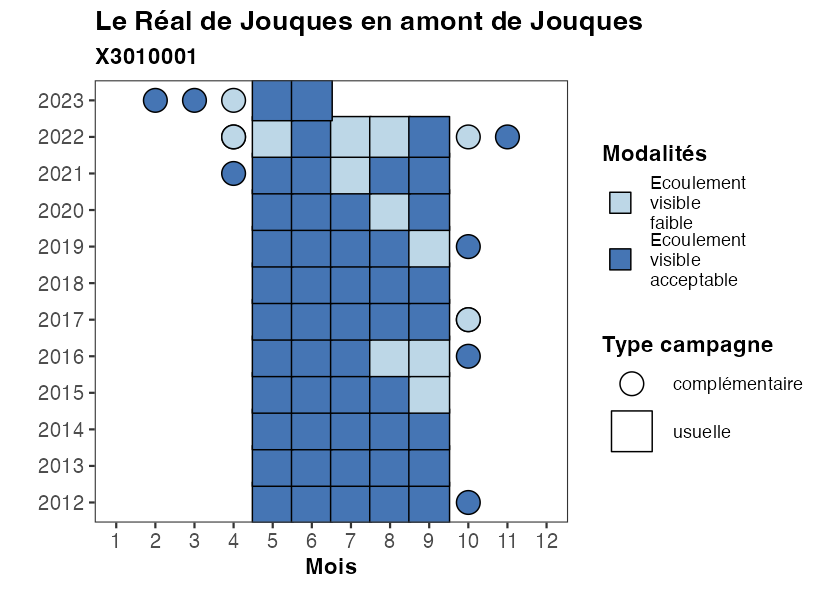 Le Réal de Jouques en amont de Jouques
X3010001
2023
2022
2021
2020
2019
2018
2017
2016
2015
2014
2013
2012
1 2 3 4 5 6 7 8 9 10 11 12
Mois
Modalités
Ecoulement
visible
faible
Ecoulement
visible
acceptable
Type campagne
complémentaire
usuelle